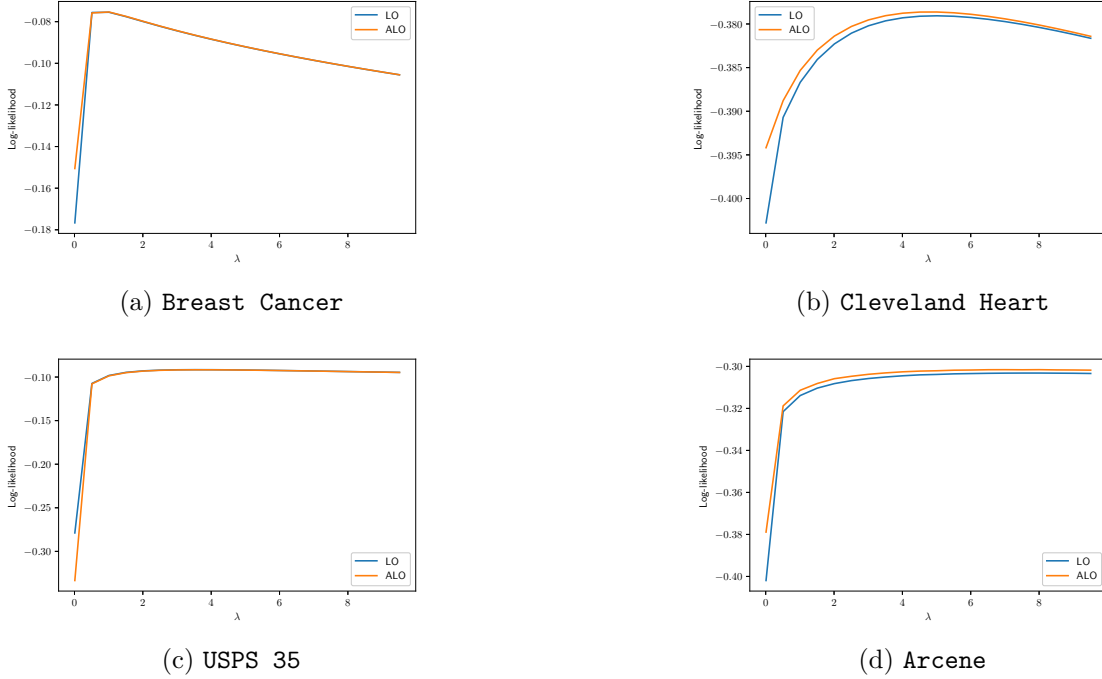 −0.08
−0.10
−0.12
−0.14
−0.16
−0.18
Log-likelihood
0 2 4 6 8
λ
LO
ALO
(a) Breast Cancer
−0.380
−0.385
−0.390
−0.395
−0.400
Log-likelihood
0 2 4 6 8
λ
LO
ALO
(b) Cleveland Heart
−0.10
−0.15
−0.20
−0.25
−0.30
Log-likelihood
0 2 4 6 8
λ
LO
ALO
(c) USPS 35
−0.30
−0.32
−0.34
−0.36
−0.38
−0.40
Log-likelihood
0 2 4 6 8
λ
LO
ALO
(d) Arcene